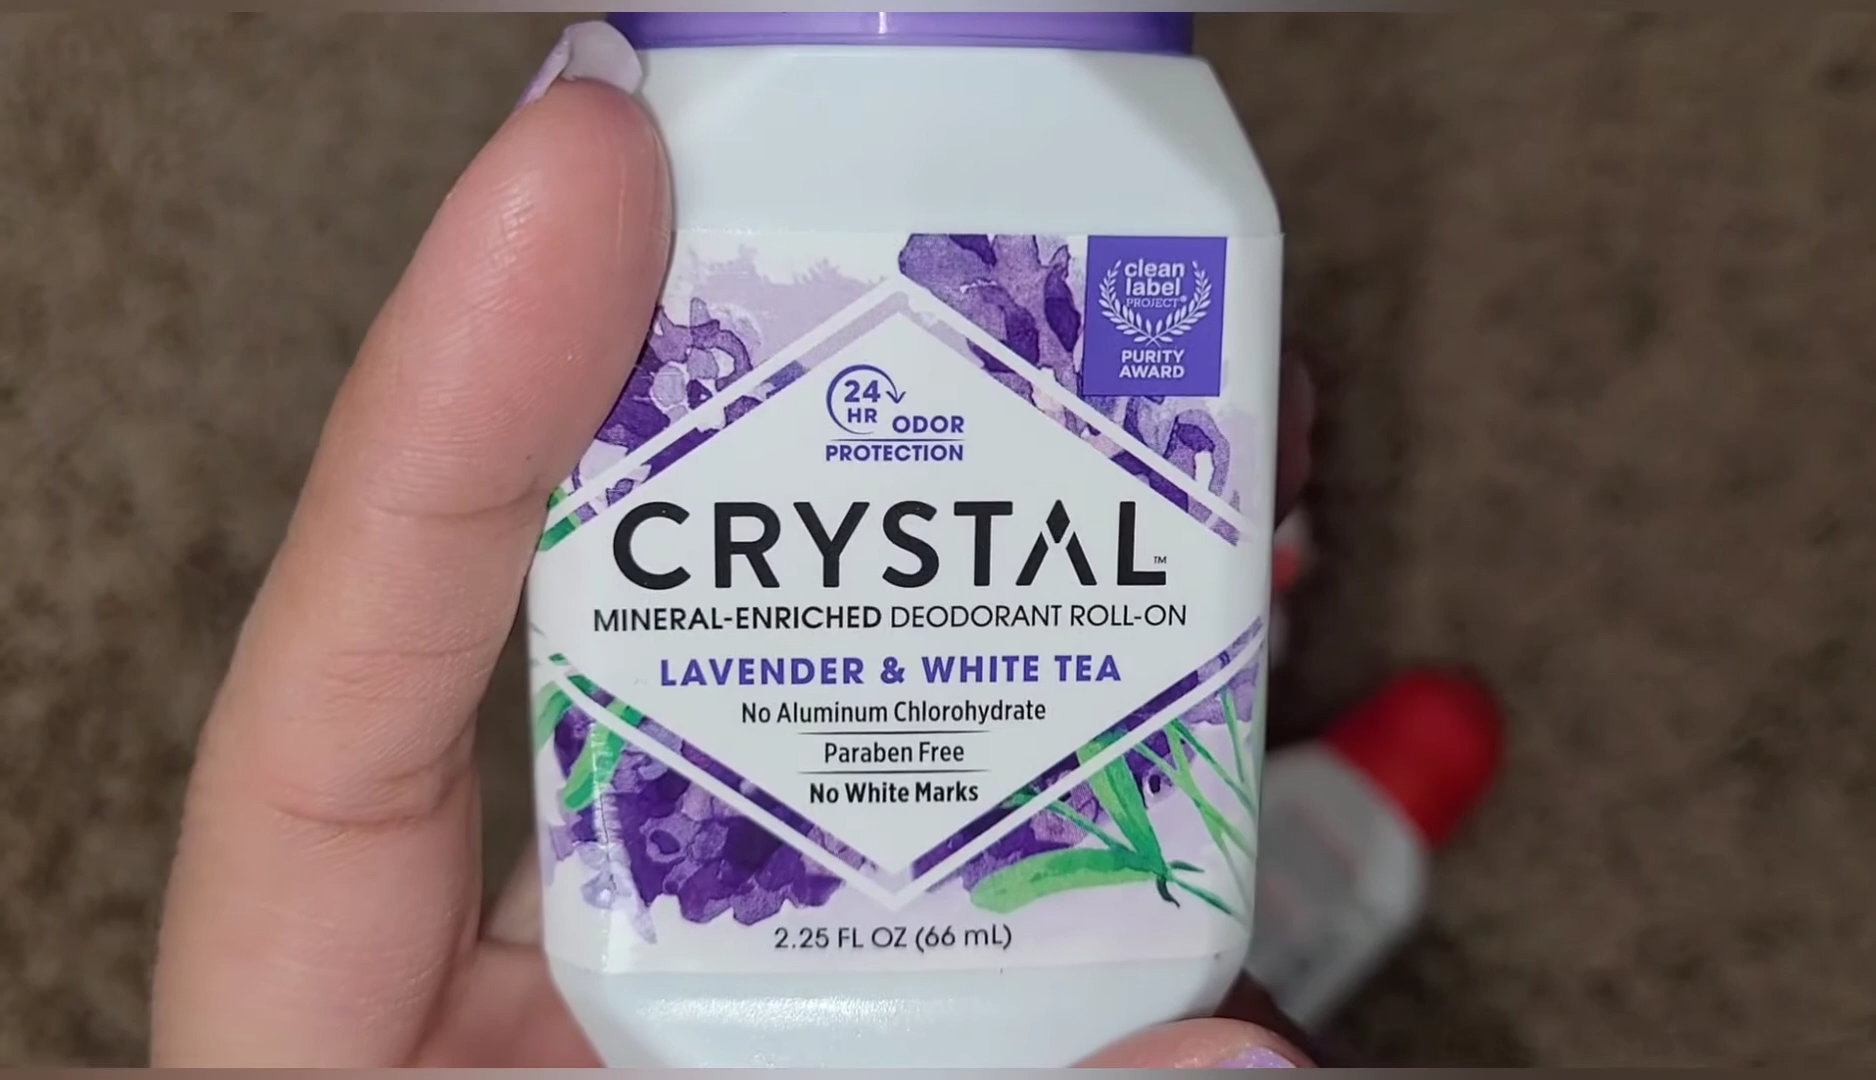 clean
label
PROJECT®
PURITY
AWARD
24
HR ODOR
PROTECTION
CRYSTAL™
MINERAL-ENRICHED DEODORANT ROLL-ON
LAVENDER & WHITE TEA
No Aluminum Chlorohydrate
Paraben Free
No White Marks
2.25 FL OZ (66 mL)